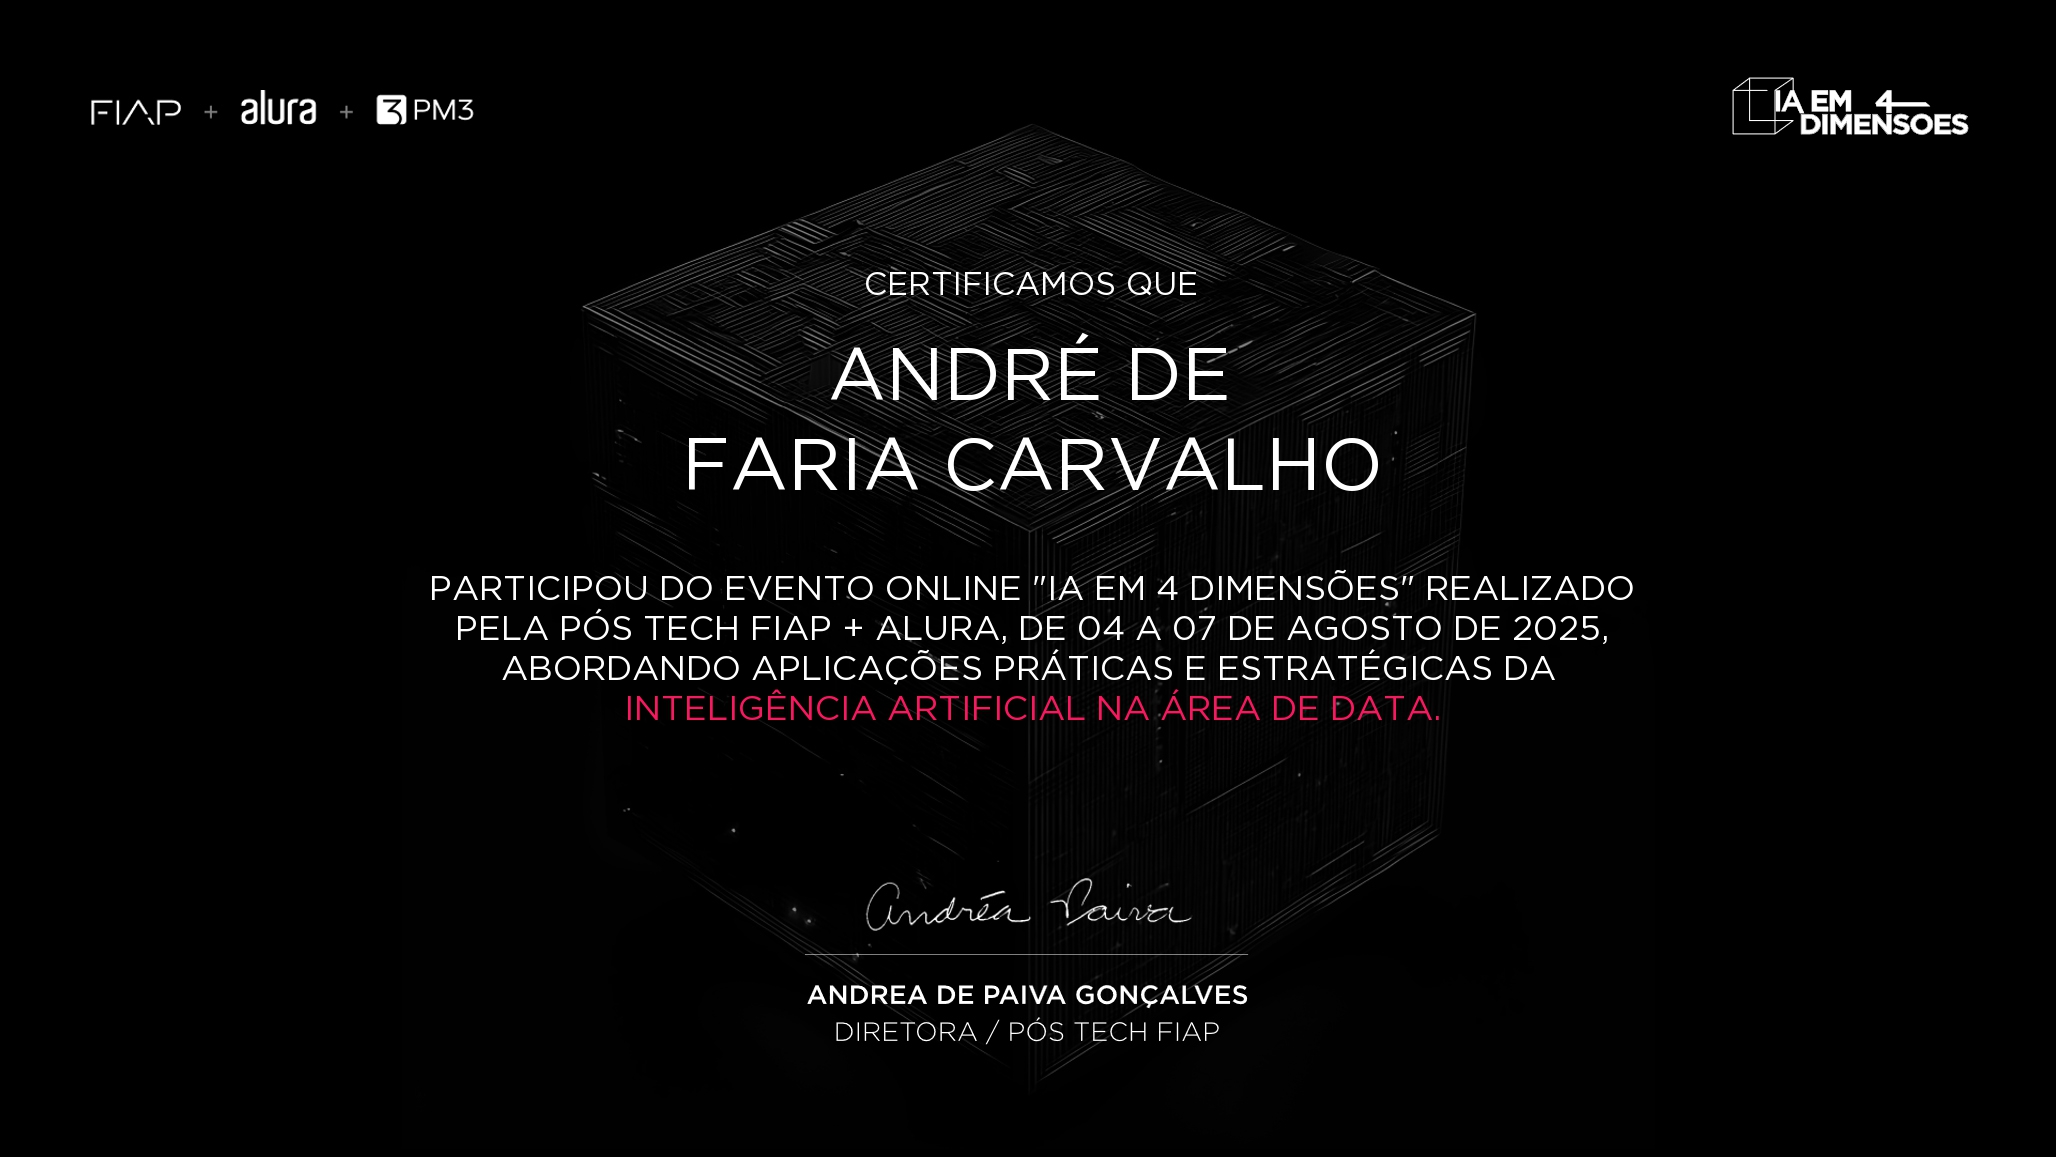 FIAP + alura + PM3
IA EM 4
DIMENSOES
CERTIFICAMOS QUE
ANDRÉ DE
FARIA CARVALHO
PARTICIPOU DO EVENTO ONLINE "IA EM 4 DIMENSÕES" REALIZADO
PELA PÓS TECH FIAP + ALURA, DE 04 A 07 DE AGOSTO DE 2025,
ABORDANDO APLICAÇÕES PRÁTICAS E ESTRATÉGICAS DA
INTELIGÊNCIA ARTIFICIAL NA ÁREA DE DATA.
Andréa Paiva
ANDREA DE PAIVA GONÇALVES
DIRETORA / PÓS TECH FIAP